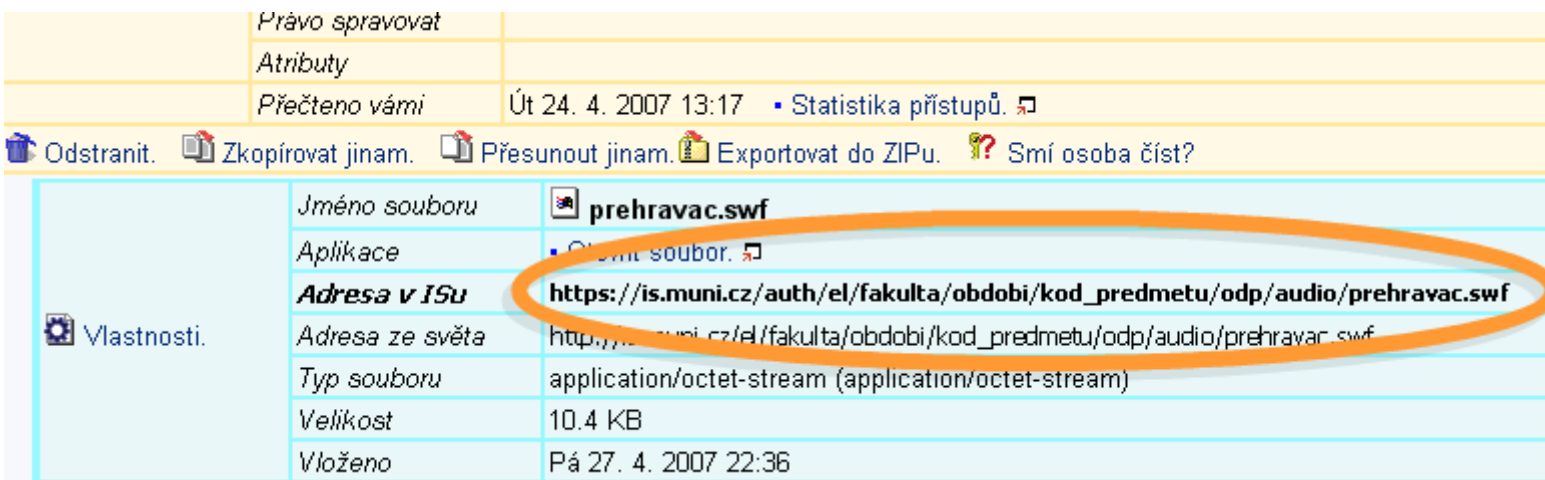 Právo spravovat
Atributy
Přečteno vámi Út 24. 4. 2007 13:17 • Statistika přístupů.
Odstranit. Zkopírovat jinam. Přesunout jinam. Exportovat do ZIPu. Smí osoba číst?
Jméno souboru prehravac.swf
Aplikace • soubor.
Adresa v ISu https://is.muni.cz/auth/el/fakulta/obdobi/kod_predmetu/odp/audio/prehravac.swf
Vlastnosti. Adresa ze světa http://is.muni.cz/el/fakulta/obdobi/kod_predmetu/odp/audio/prehravac.swf
Typ souboru application/octet-stream (application/octet-stream)
Velikost 10.4 KB
Vloženo Pá 27. 4. 2007 22:36